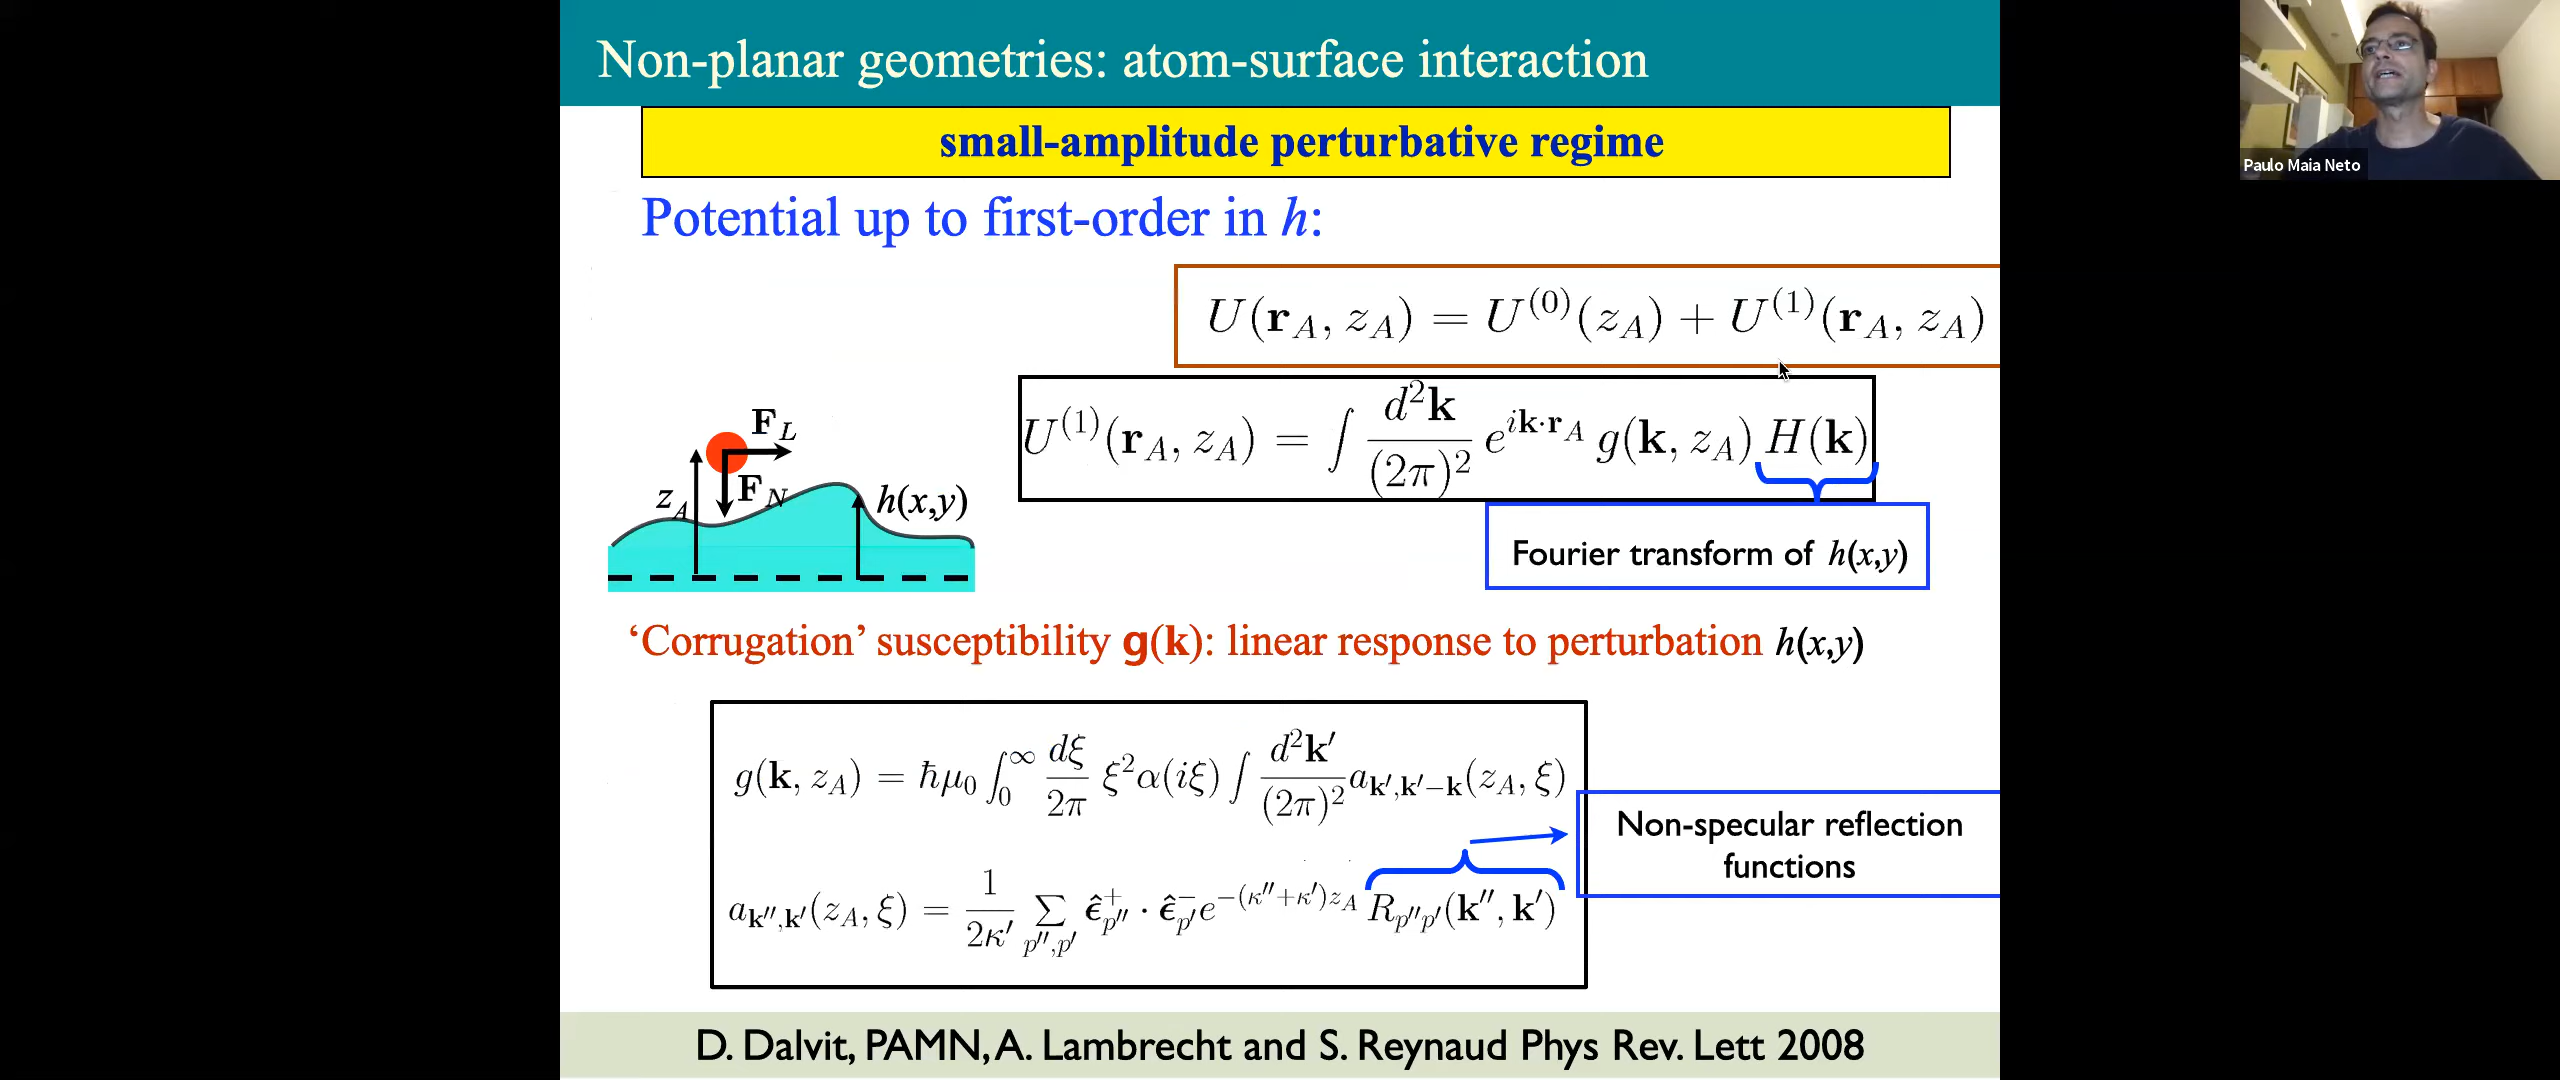 Non-planar geometries: atom-surface interaction
small-amplitude perturbative regime
Potential up to first-order in h:
U(𝐫_A, z_A) = U^(0)(z_A) + U^(1)(𝐫_A, z_A)
U^(1)(𝐫_A, z_A) = ∫ d²𝐤/(2π)² e^{i𝐤·𝐫_A} g(𝐤, z_A) H(𝐤)
Fourier transform of h(x,y)
𝐅_L
𝐅_N
z_A
h(x,y)
‘Corrugation’ susceptibility g(k): linear response to perturbation h(x,y)
g(𝐤, z_A) = ħμ₀ ∫₀^∞ dξ/2π ξ²α(iξ) ∫ d²𝐤′/(2π)² a_{𝐤′,𝐤′−𝐤}(z_A, ξ)
a_{𝐤″,𝐤′}(z_A, ξ) = 1/2κ′ Σ_{p″,p′} ε̂⁺_{p″} · ε̂⁻_{p′} e^{−(κ″+κ′)z_A} R_{p″p′}(𝐤″, 𝐤′)
Non-specular reflection
functions
D. Dalvit, PAMN, A. Lambrecht and S. Reynaud Phys Rev. Lett 2008
Paulo Maia Neto